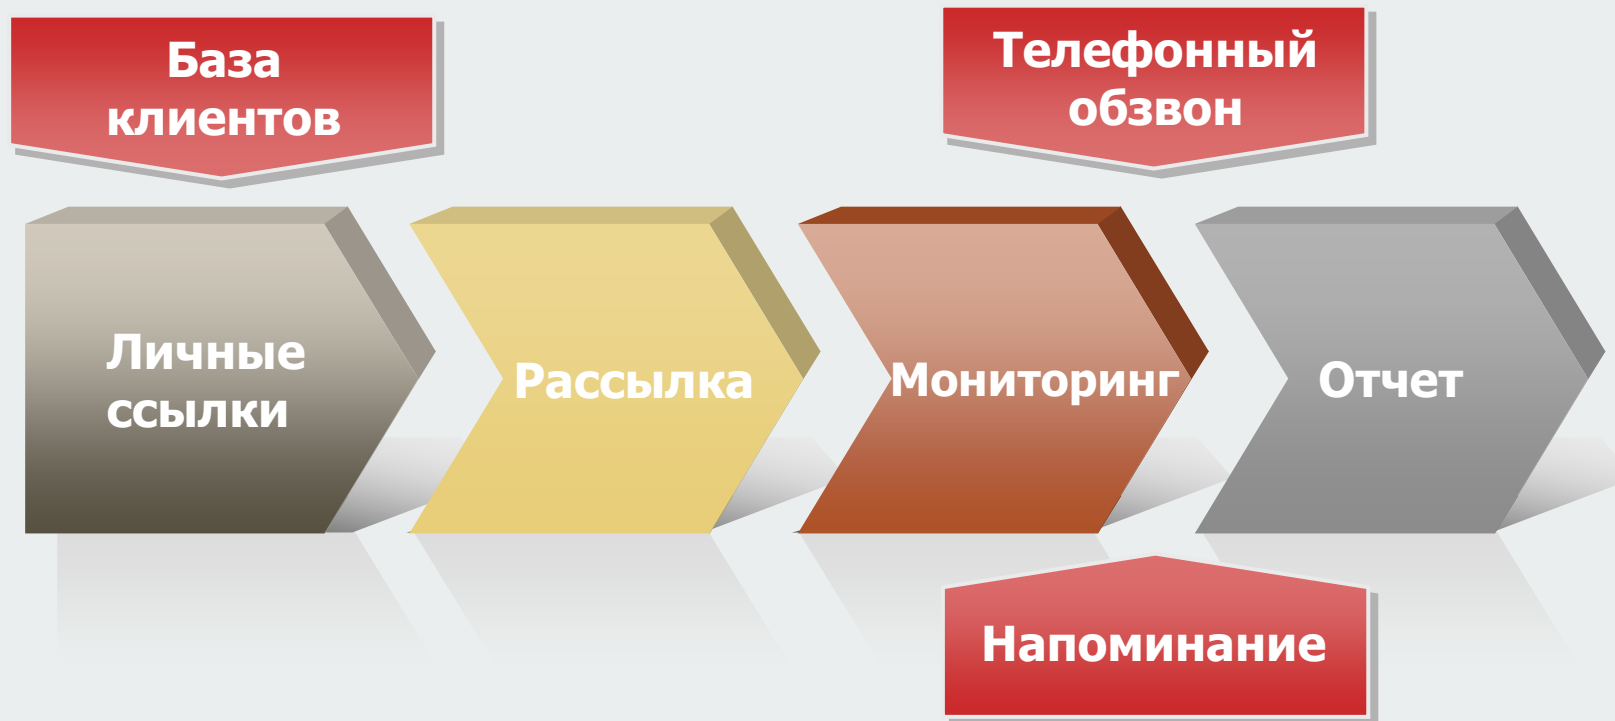 База
клиентов
Телефонный
обзвон
Личные
ссылки
Рассылка
Мониторинг
Отчет
Напоминание